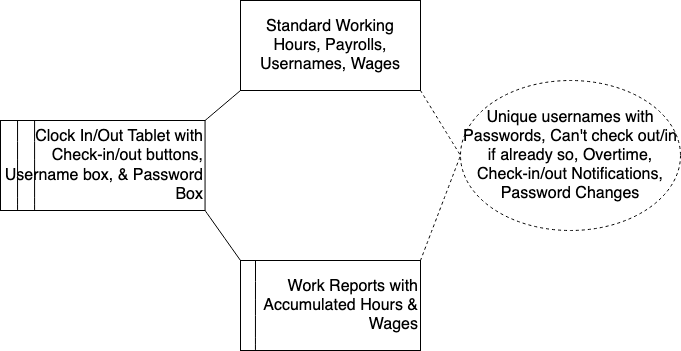 Standard Working
Hours, Payrolls,
Usernames, Wages
Clock In/Out Tablet with
Check-in/out buttons,
Username box, & Password
Box
Unique usernames with
Passwords, Can't check out/in
if already so, Overtime,
Check-in/out Notifications,
Password Changes
Work Reports with
Accumulated Hours &
Wages